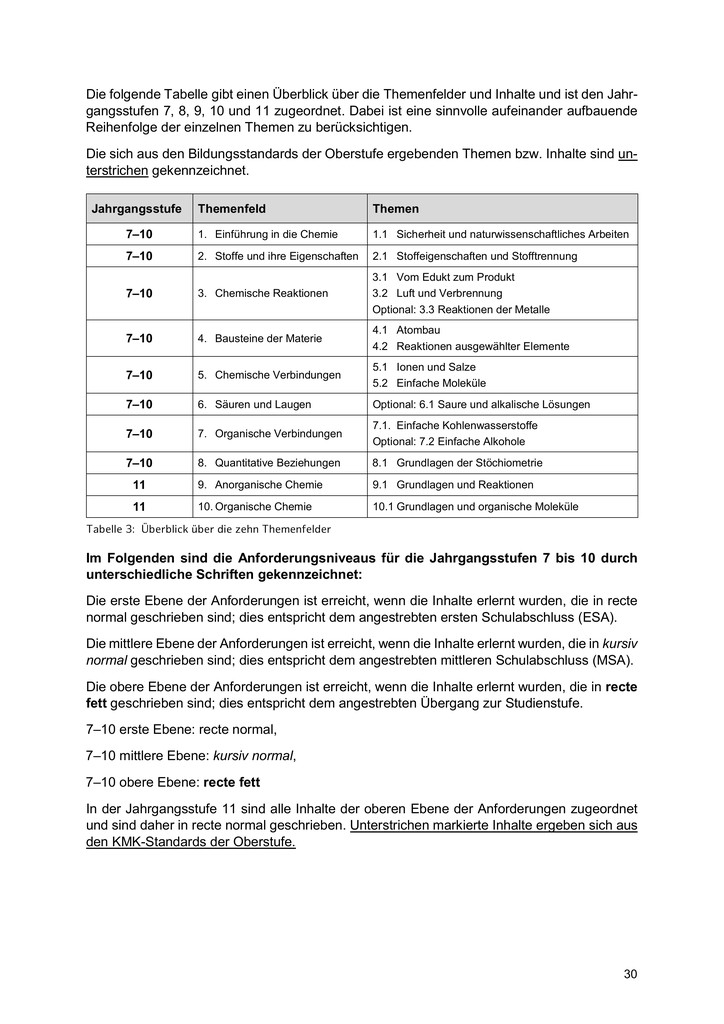 Die folgende Tabelle gibt einen Überblick über die Themenfelder und Inhalte und ist den Jahr-
gangsstufen 7, 8, 9, 10 und 11 zugeordnet. Dabei ist eine sinnvolle aufeinander aufbauende
Reihenfolge der einzelnen Themen zu berücksichtigen.
Die sich aus den Bildungsstandards der Oberstufe ergebenden Themen bzw. Inhalte sind un-
terstrichen gekennzeichnet.
Jahrgangsstufe Themenfeld Themen
7–10 1. Einführung in die Chemie 1.1 Sicherheit und naturwissenschaftliches Arbeiten
7–10 2. Stoffe und ihre Eigenschaften 2.1 Stoffeigenschaften und Stofftrennung
7–10 3. Chemische Reaktionen 3.1 Vom Edukt zum Produkt
3.2 Luft und Verbrennung
Optional: 3.3 Reaktionen der Metalle
7–10 4. Bausteine der Materie 4.1 Atombau
4.2 Reaktionen ausgewählter Elemente
7–10 5. Chemische Verbindungen 5.1 Ionen und Salze
5.2 Einfache Moleküle
7–10 6. Säuren und Laugen Optional: 6.1 Saure und alkalische Lösungen
7–10 7. Organische Verbindungen 7.1. Einfache Kohlenwasserstoffe
Optional: 7.2 Einfache Alkohole
7–10 8. Quantitative Beziehungen 8.1 Grundlagen der Stöchiometrie
11 9. Anorganische Chemie 9.1 Grundlagen und Reaktionen
11 10. Organische Chemie 10.1 Grundlagen und organische Moleküle
Tabelle 3: Überblick über die zehn Themenfelder
Im Folgenden sind die Anforderungsniveaus für die Jahrgangsstufen 7 bis 10 durch
unterschiedliche Schriften gekennzeichnet:
Die erste Ebene der Anforderungen ist erreicht, wenn die Inhalte erlernt wurden, die in recte
normal geschrieben sind; dies entspricht dem angestrebten ersten Schulabschluss (ESA).
Die mittlere Ebene der Anforderungen ist erreicht, wenn die Inhalte erlernt wurden, die in kursiv
normal geschrieben sind; dies entspricht dem angestrebten mittleren Schulabschluss (MSA).
Die obere Ebene der Anforderungen ist erreicht, wenn die Inhalte erlernt wurden, die in recte
fett geschrieben sind; dies entspricht dem angestrebten Übergang zur Studienstufe.
7–10 erste Ebene: recte normal,
7–10 mittlere Ebene: kursiv normal,
7–10 obere Ebene: recte fett
In der Jahrgangsstufe 11 sind alle Inhalte der oberen Ebene der Anforderungen zugeordnet
und sind daher in recte normal geschrieben. Unterstrichen markierte Inhalte ergeben sich aus
den KMK-Standards der Oberstufe.
30